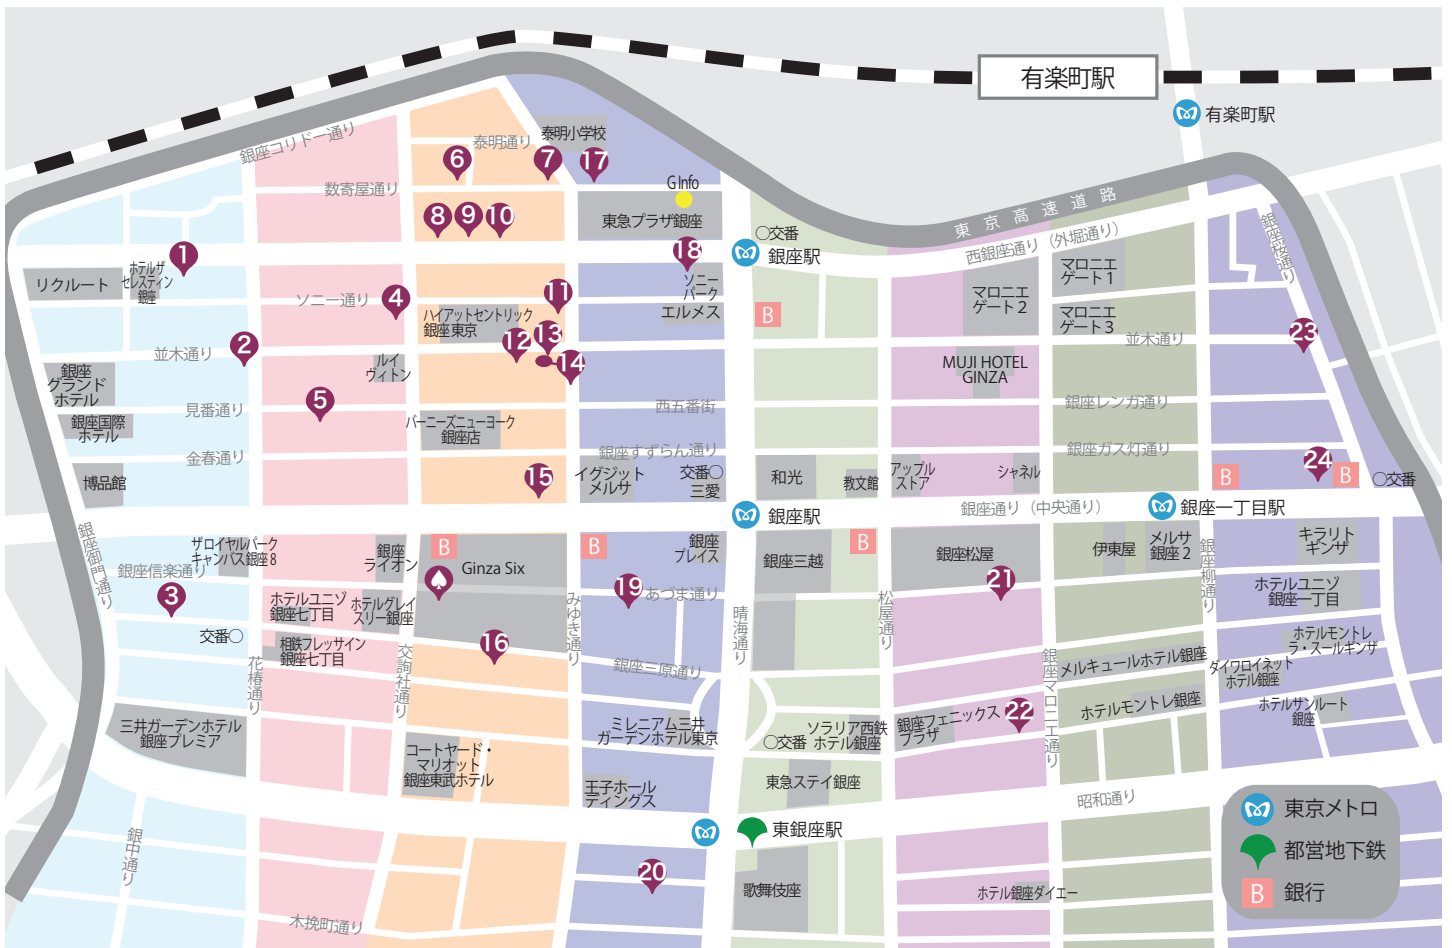 有楽町駅
有楽町駅
銀座コリドー通り
泰明通り
泰明小学校
6
7
17
数寄屋通り
G Info
東急プラザ銀座
8
9
10
東京高速道路
○交番
銀座駅
西銀座通り（外堀通り）
銀座桜通り
1
18
リクルート
ホテルザ
セレスティン
銀座
ソニー通り
4
11
ソニー
パーク
エルメス
B
マロニエ
ゲート1
マロニエ
ゲート2
マロニエ
ゲート3
ハイアットセントリック
銀座東京
12
13
14
2
並木通り
並木通り
23
ルイ
ヴィトン
MUJI HOTEL
GINZA
銀座
グランド
ホテル
5
見番通り
西五番街
銀座レンガ通り
銀座国際
ホテル
バーニーズニューヨーク
銀座店
金春通り
銀座すずらん通り
銀座ガス灯通り
博品館
15
イグジット
メルサ
交番○
三愛
和光
教文館
アップル
ストア
シャネル
B
24
B
○交番
銀座御門通り
銀座駅
銀座通り（中央通り）
銀座一丁目駅
ザロイヤルパーク
キャンバス銀座8
銀座
ライオン
B
Ginza Six
B
銀座
プレイス
銀座三越
B
銀座松屋
伊東屋
メルサ
銀座2
銀座柳通り
キラリト
ギンザ
銀座信楽通り
3
19
あづま通り
21
ホテルユニゾ
銀座一丁目
ホテルユニゾ
銀座七丁目
ホテルグレイ
スリー銀座
みゆき通り
晴海通り
松屋通り
交番○
相鉄フレッサイン
銀座七丁目
16
ホテルモントレ
ラ・スールギンザ
花椿通り
交詢社通り
銀座三原通り
銀座マロニエ通り
メルキュールホテル銀座
ダイワロイネット
ホテル銀座
三井ガーデンホテル
銀座プレミア
ミレニアム三井
ガーデンホテル東京
○交番
ソラリア西鉄
ホテル銀座
銀座フェニックス
プラザ
22
ホテルモントレ銀座
ホテルサンルート
銀座
コートヤード・
マリオット
銀座東武ホテル
王子ホール
ディングス
東急ステイ銀座
昭和通り
東銀座駅
銀中通り
20
歌舞伎座
ホテル銀座ダイエー
木挽町通り
東京メトロ
都営地下鉄
B 銀行